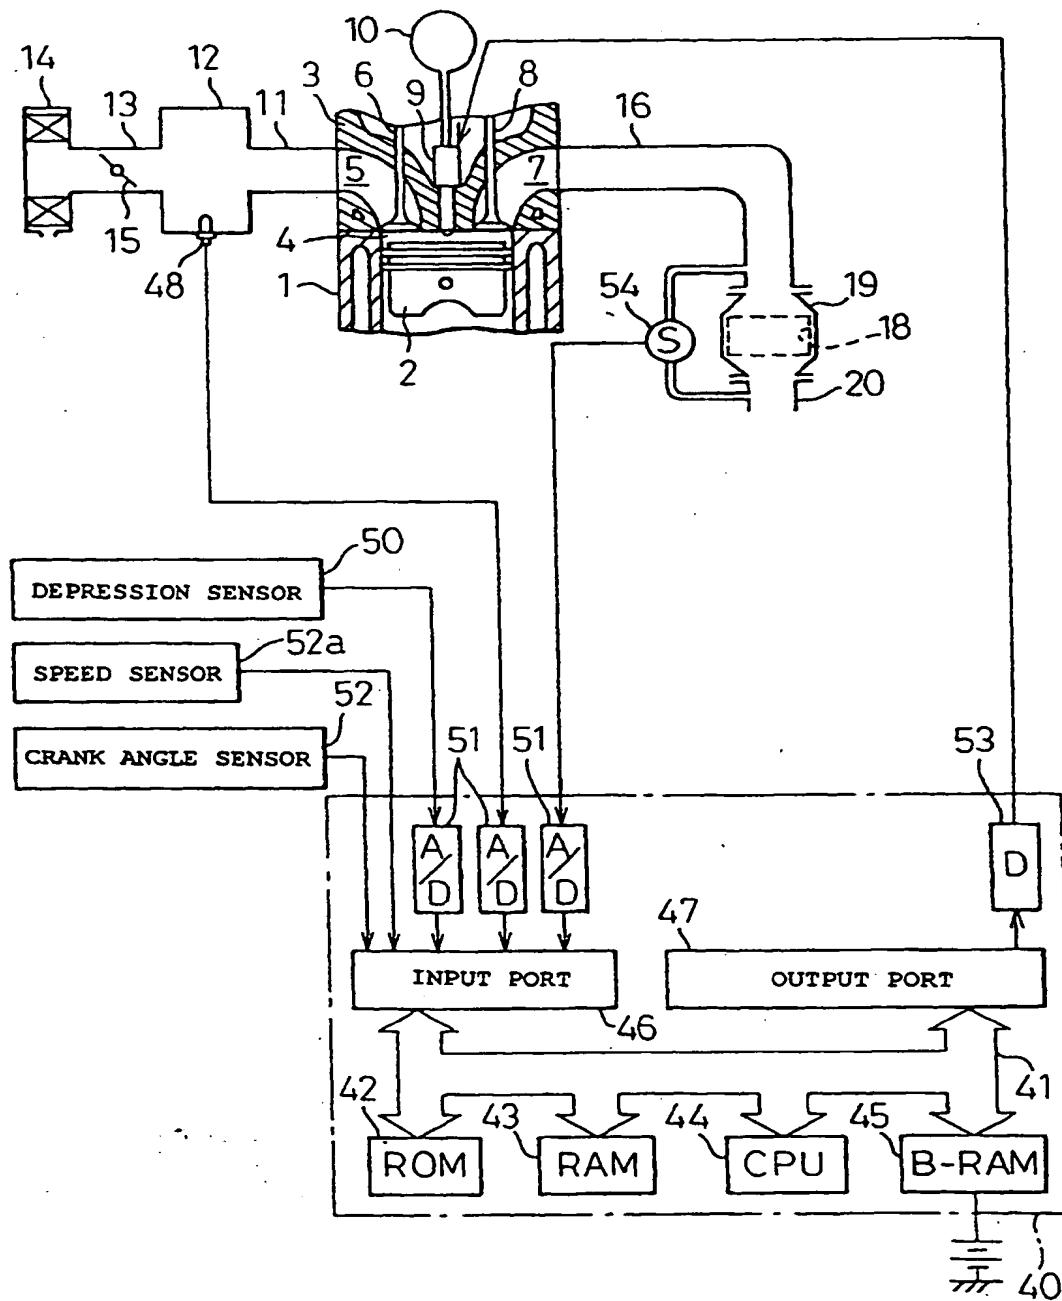 10
14
12
3
6
9
8
13
11
16
5
7
15
4
48
1
2
54
19
S
18
20
50
DEPRESSION SENSOR
52a
SPEED SENSOR
52
CRANK ANGLE SENSOR
51
51
53
A/D
A/D
A/D
D
47
INPUT PORT
OUTPUT PORT
46
41
42
43
44
45
ROM
RAM
CPU
B-RAM
40